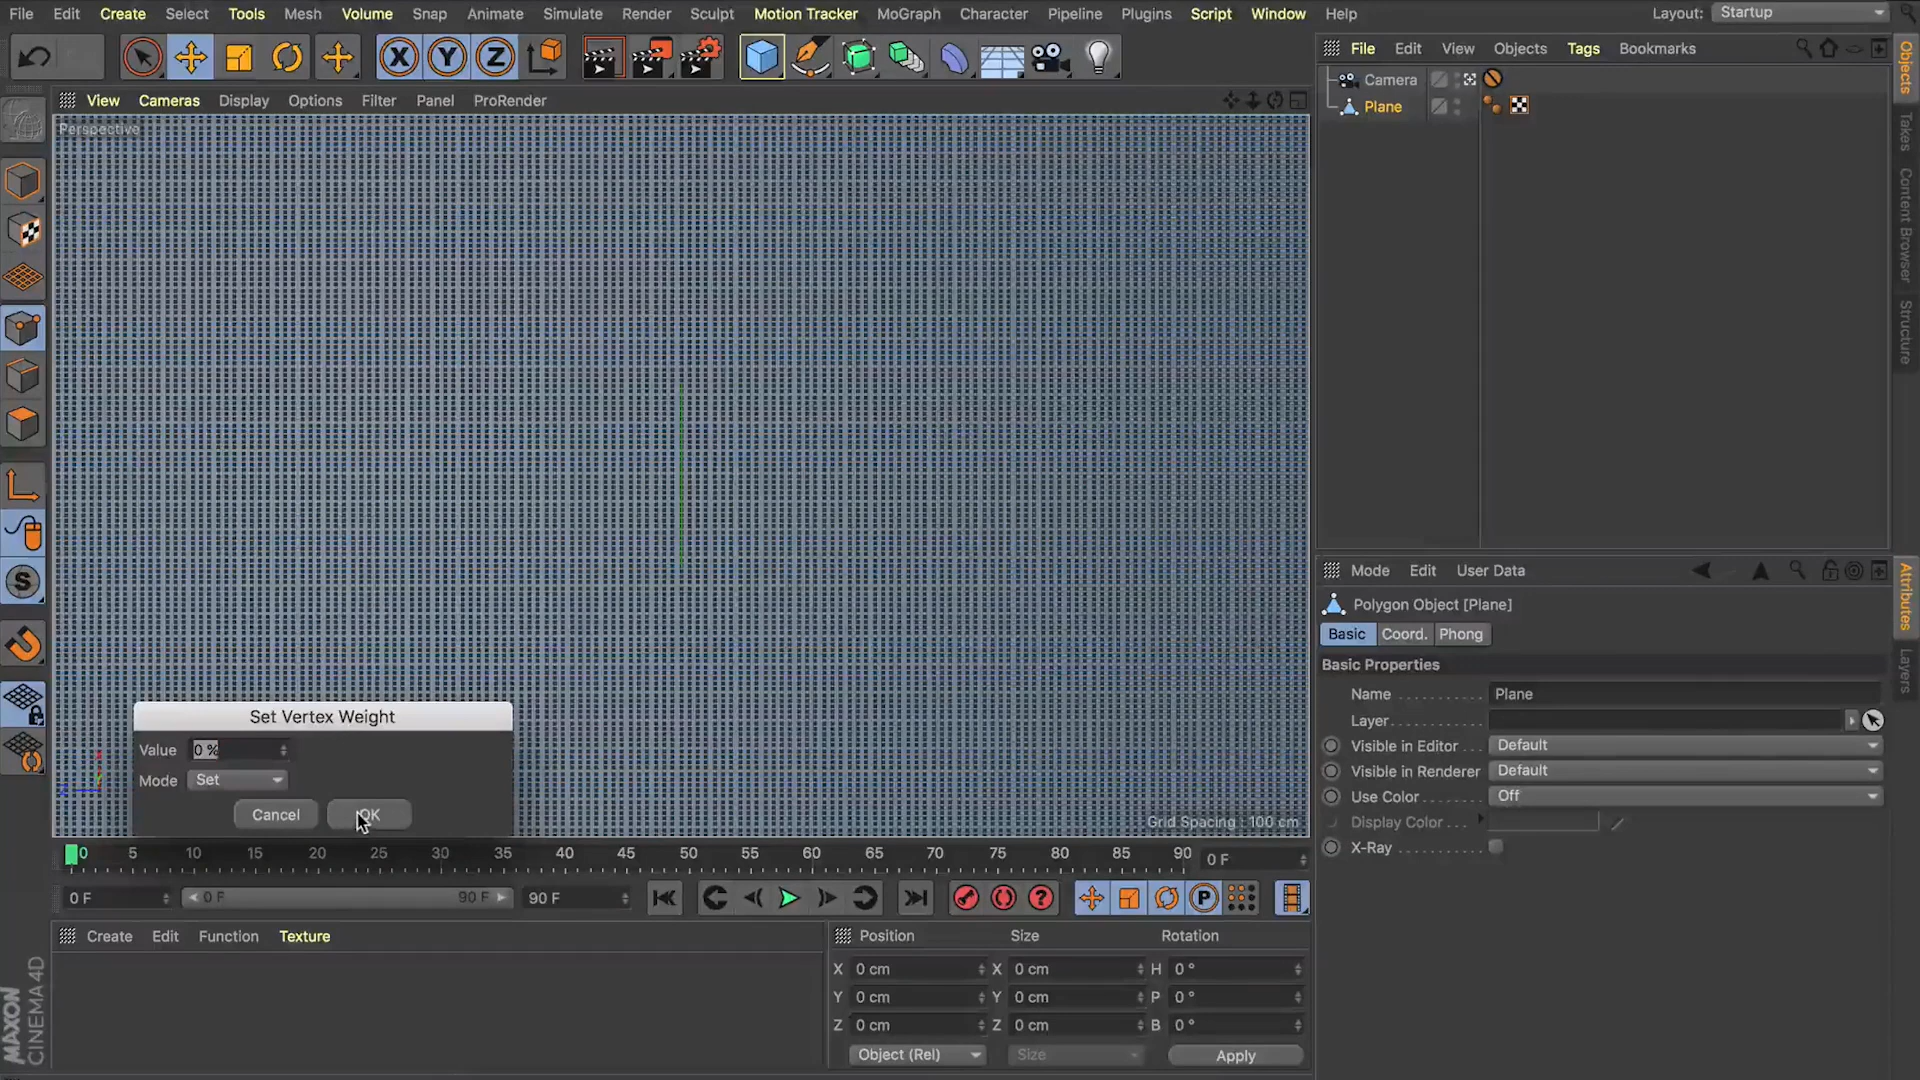 File Edit Create Select Tools Mesh Volume Snap Animate Simulate Render Sculpt Motion Tracker MoGraph Character Pipeline Plugins Script Window Help Layout: Startup
X Y Z
File Edit View Objects Tags Bookmarks
View Cameras Display Options Filter Panel ProRender
Perspective
Camera
Plane
Objects
Takes
Content Browser
Structure
S
Mode Edit User Data
Polygon Object [Plane]
Basic Coord. Phong
Basic Properties
Name . . . . . . . . . . Plane
Layer . . . . . . . . . .
Visible in Editor . . . Default
Visible in Renderer Default
Use Color . . . . . . . Off
Display Color . . . .
X-Ray . . . . . . . . . .
Attributes
Layers
Set Vertex Weight
Value 0 %
Mode Set
Cancel OK
Grid Spacing : 100 cm
0 5 10 15 20 25 30 35 40 45 50 55 60 65 70 75 80 85 90 0 F
0 F 0 F 90 F 90 F ? P
Create Edit Function Texture
Position Size Rotation
X 0 cm X 0 cm H 0 °
Y 0 cm Y 0 cm P 0 °
Z 0 cm Z 0 cm B 0 °
Object (Rel) Size Apply
MAXON
CINEMA 4D